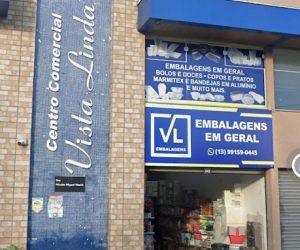 Centro Comercial
Vista Linda
EMBALAGENS EM GERAL
BOLOS E DOCES • COPOS E PRATOS
MARMITEX E BANDEJAS EM ALUMÍNIO
E MUITO MAIS
VL
EMBALAGENS
EMBALAGENS
EM GERAL
(13) 99159-0445